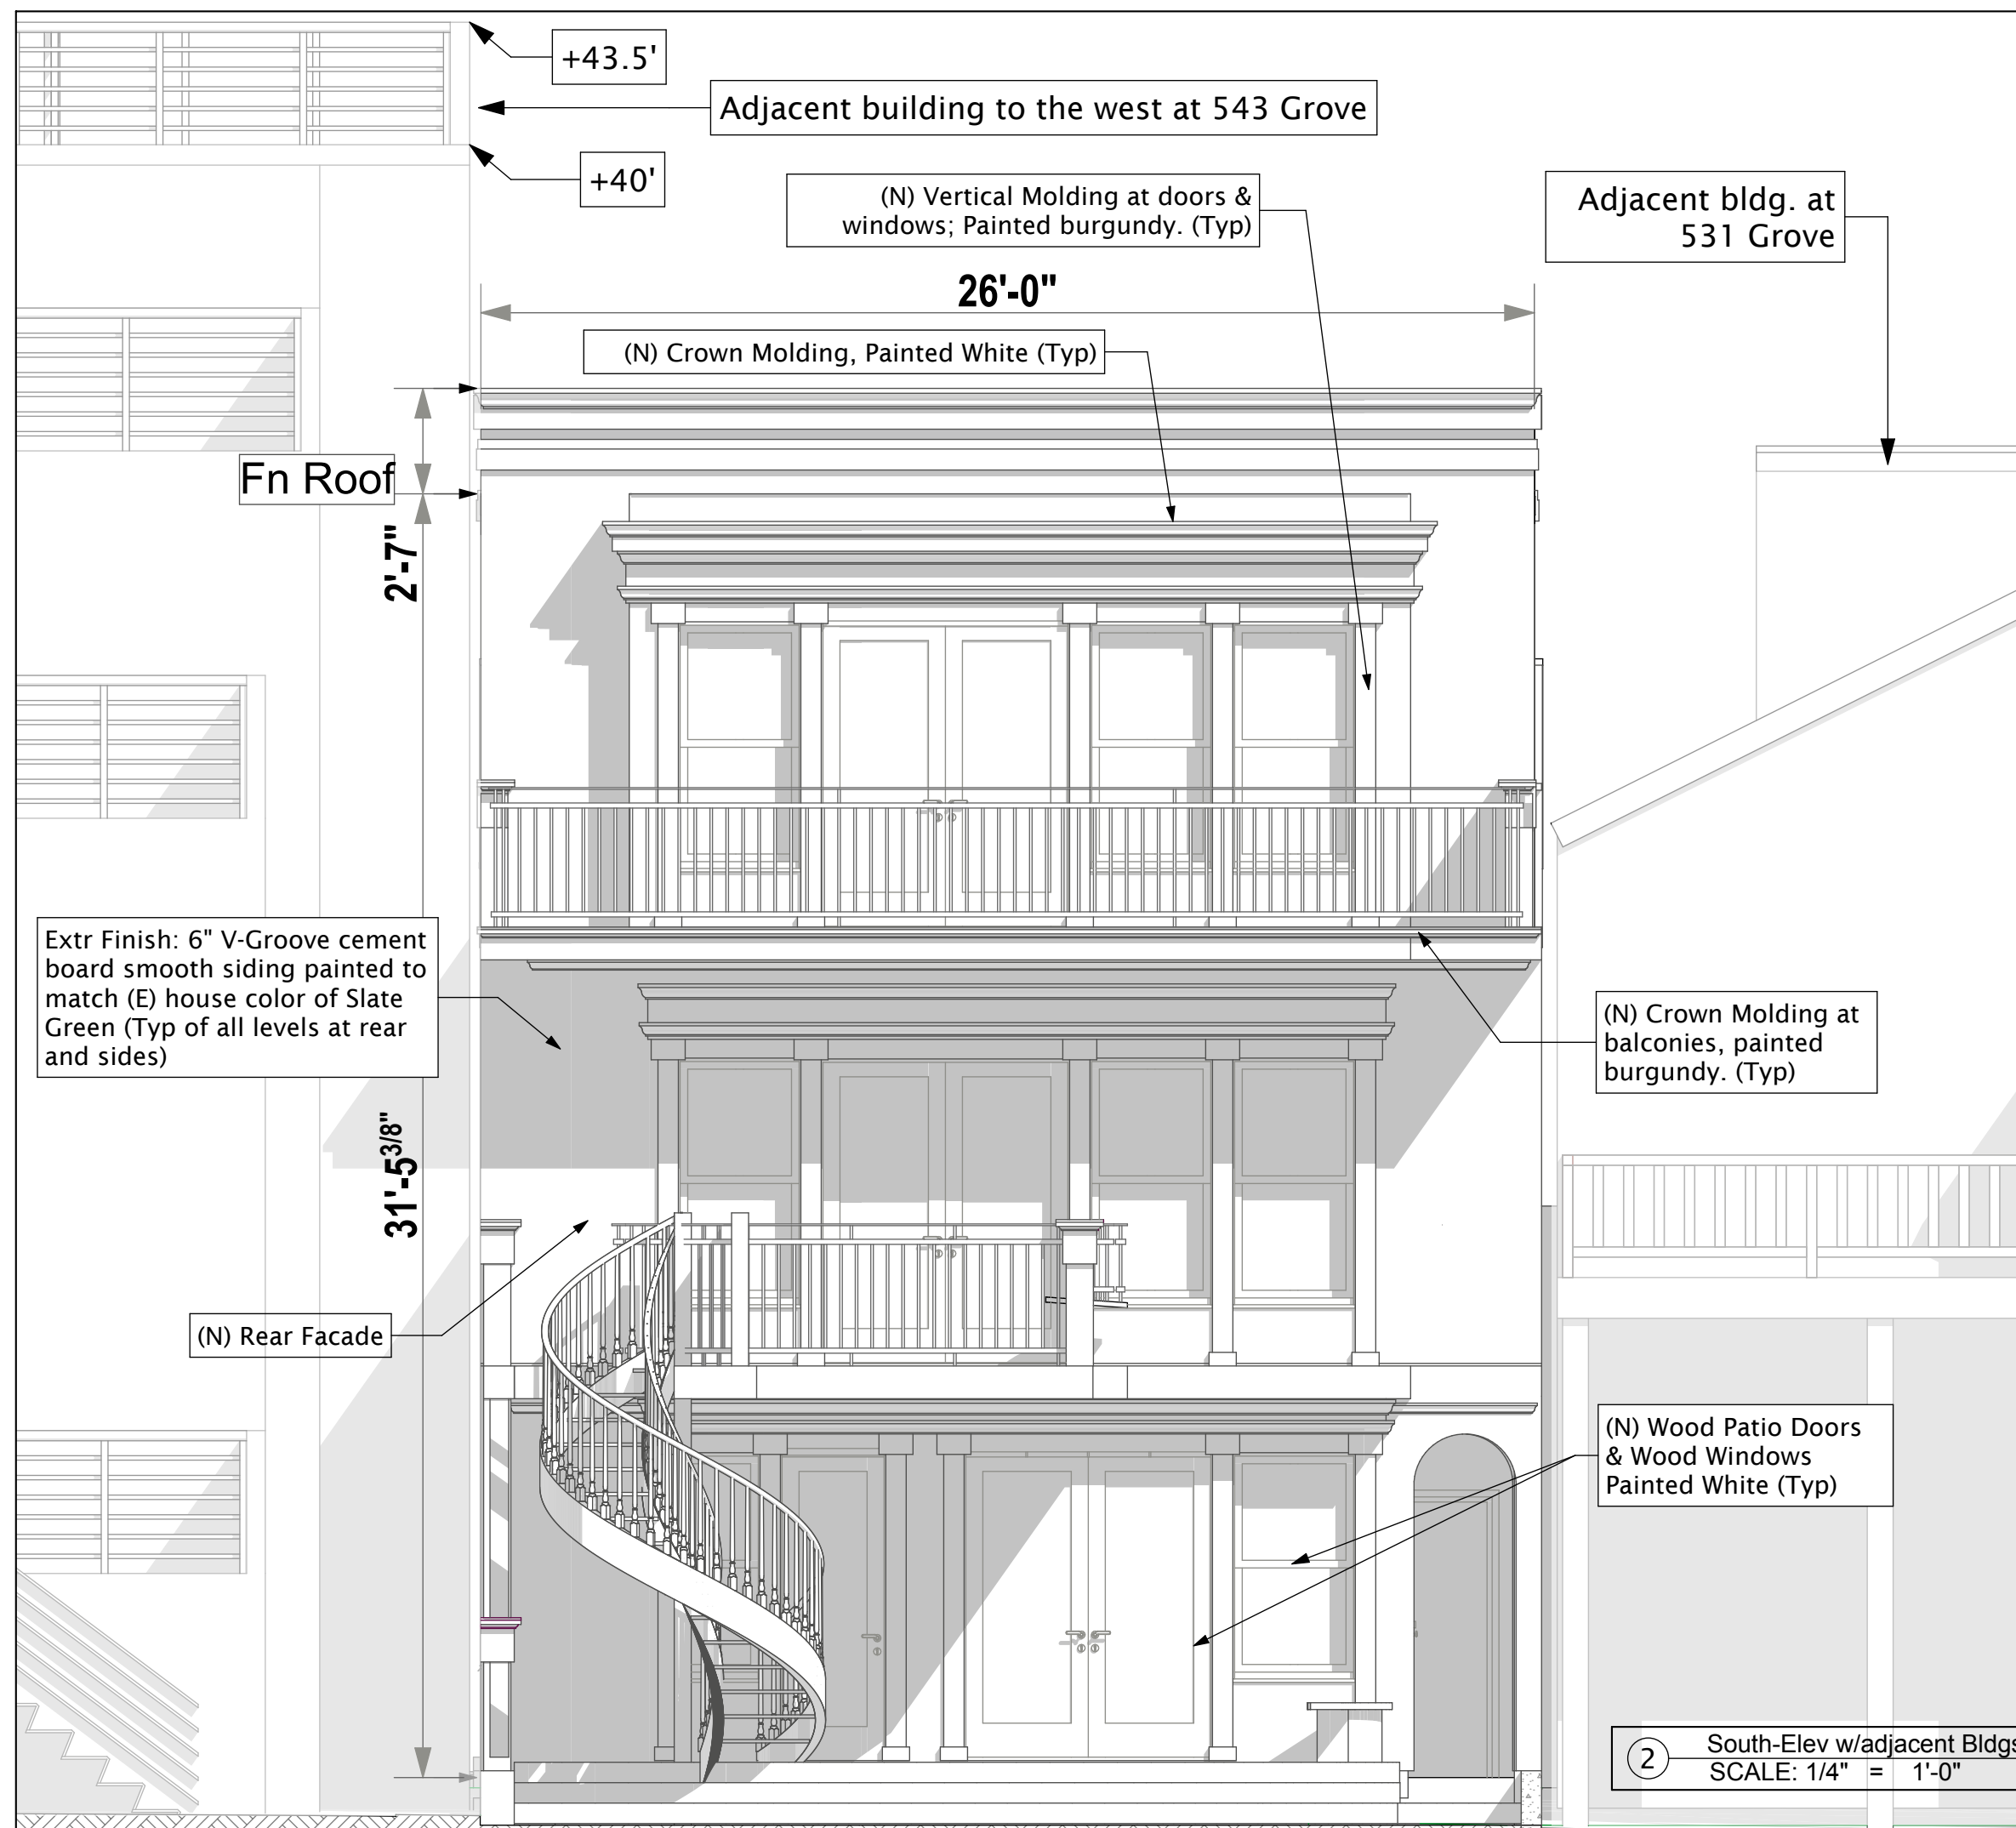 +43.5'
Adjacent building to the west at 543 Grove
+40'
(N) Vertical Molding at doors &
windows; Painted burgundy. (Typ)
Adjacent bldg. at
531 Grove
26'-0"
(N) Crown Molding, Painted White (Typ)
Fn Roof
2'-7"
Extr Finish: 6" V-Groove cement
board smooth siding painted to
match (E) house color of Slate
Green (Typ of all levels at rear
and sides)
(N) Crown Molding at
balconies, painted
burgundy. (Typ)
31'-5 3/8"
(N) Rear Facade
(N) Wood Patio Doors
& Wood Windows
Painted White (Typ)
2
South-Elev w/adjacent Bldgs
SCALE: 1/4" = 1'-0"